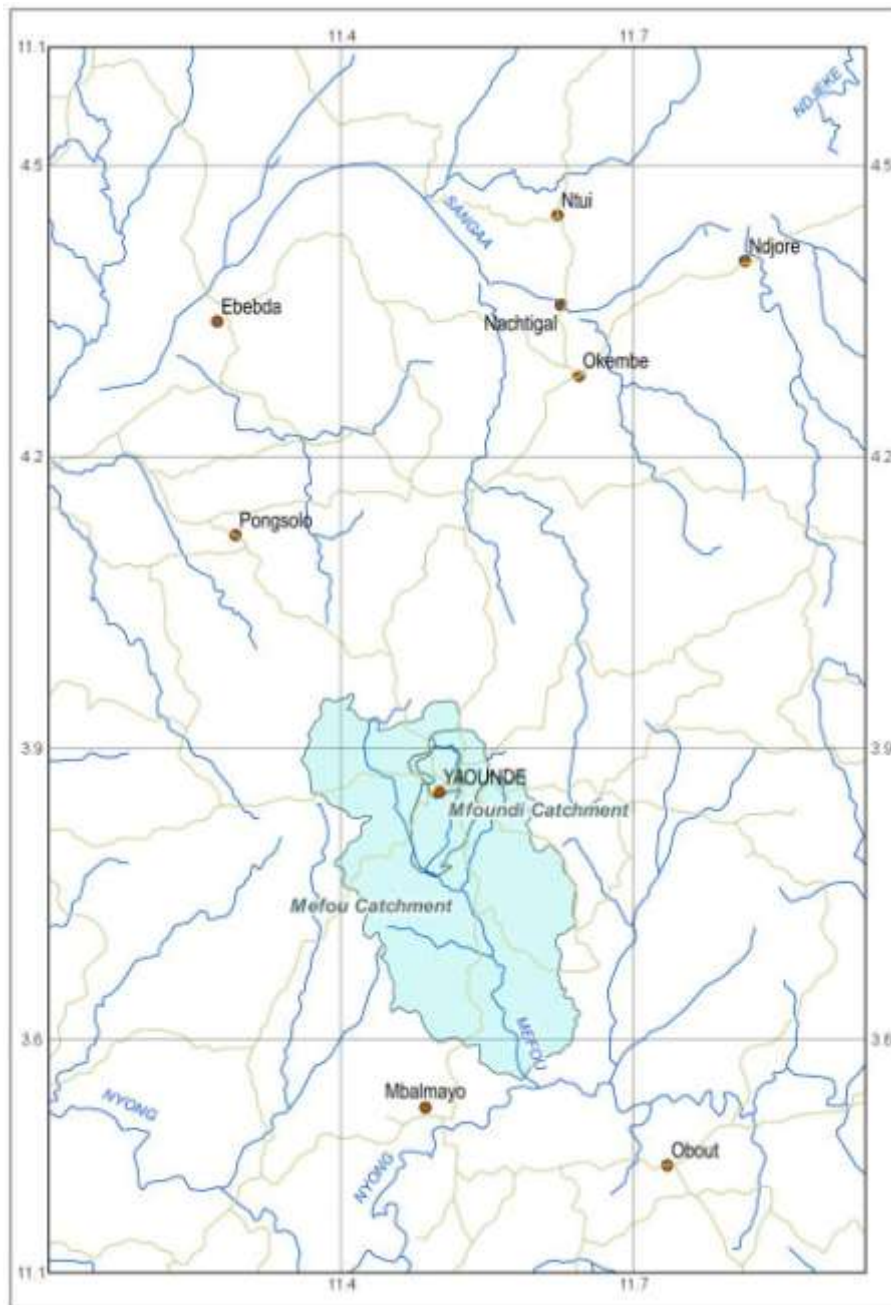 11.4 11.7
11.1
NDJEKE
4.5 4.5
Ntui
SANGAA
Ndjore
Ebebda
Nachtigal
Okembe
4.2 4.2
Pongsolo
3.9 3.9
YAOUNDE
Mfoundi Catchment
Mefou Catchment
MEFOU
3.6 3.6
Mbalmayo
NYONG
NYONG
Obout
11.1
11.4 11.7